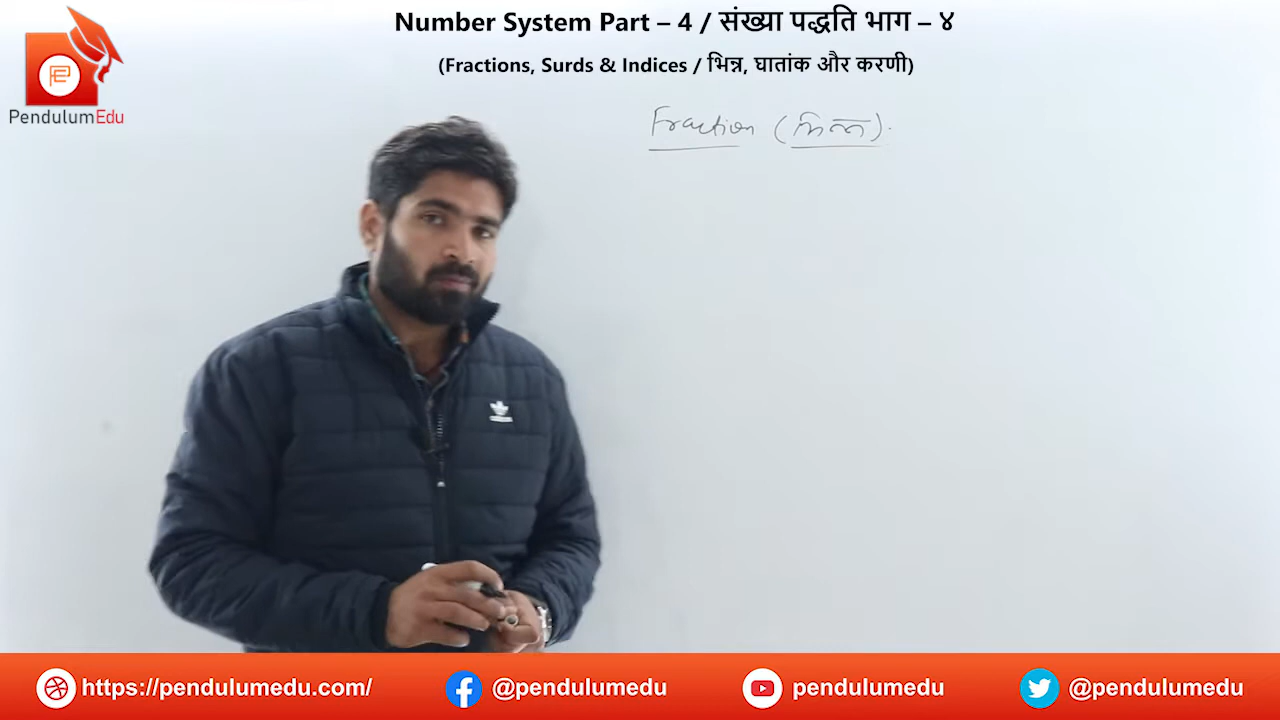 Number System Part – 4 / संख्या पद्धति भाग – ४
(Fractions, Surds & Indices / भिन्न, घातांक और करणी)
PendulumEdu
Fraction (भिन्न).
https://pendulumedu.com/
@pendulumedu
pendulumedu
@pendulumedu